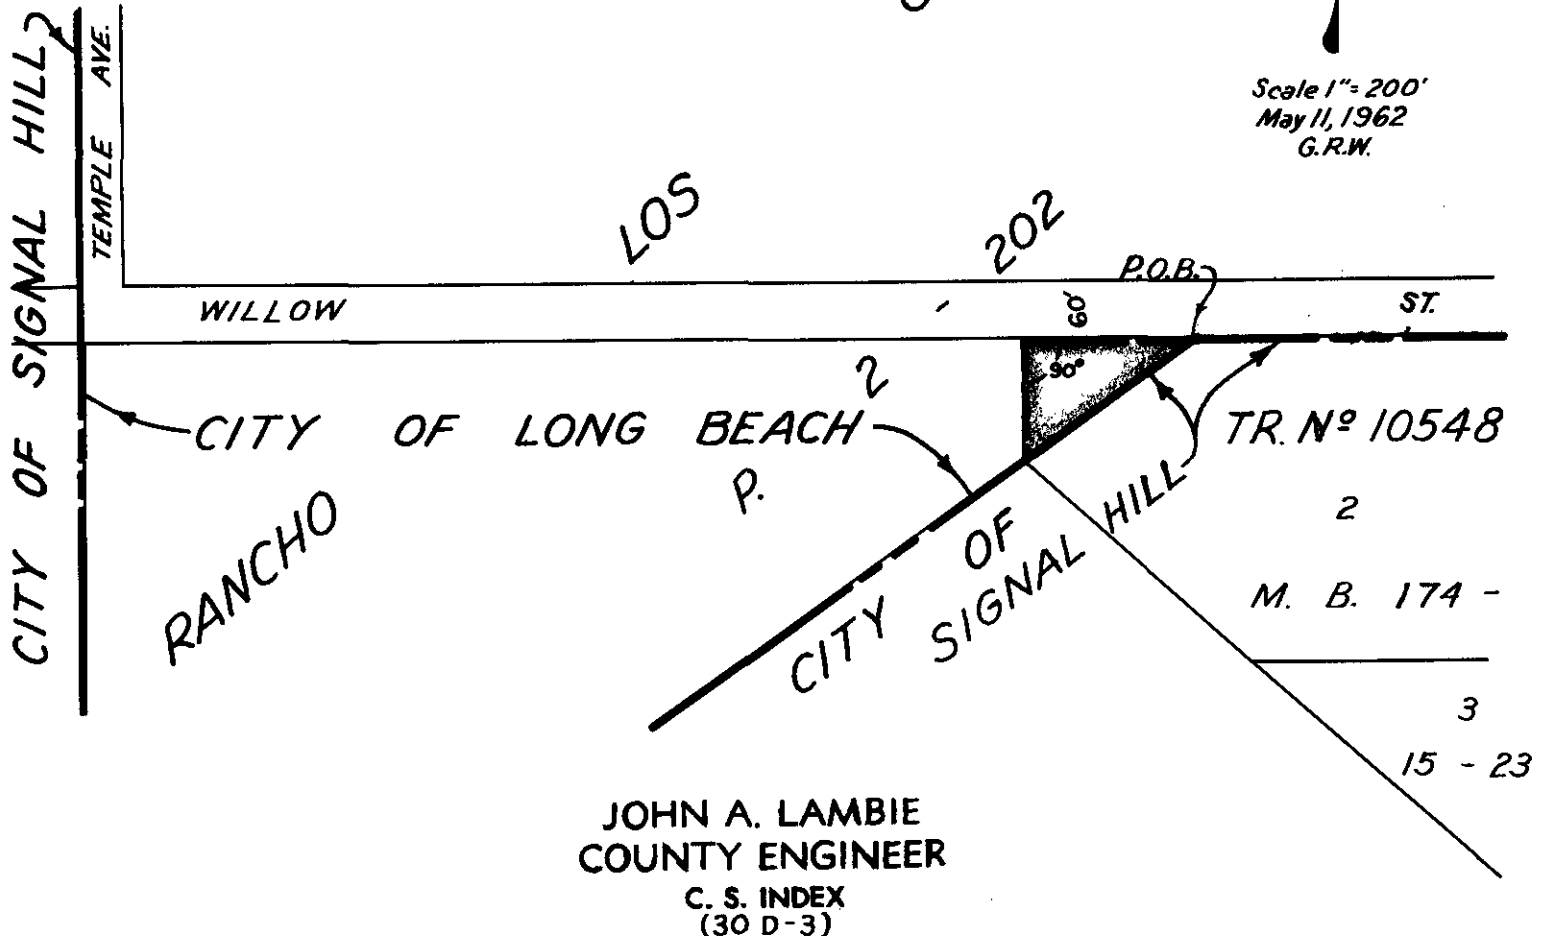 CITY OF SIGNAL HILL
TEMPLE AVE.
Scale 1"= 200'
May 11, 1962
G.R.W.
LOS
202
P.O.B.
WILLOW
60'
ST.
90°
2
CITY OF LONG BEACH
TR. Nº 10548
P.
2
RANCHO
CITY OF SIGNAL HILL
M. B. 174 -
3
15 - 23
JOHN A. LAMBIE
COUNTY ENGINEER
C. S. INDEX
(30 D-3)